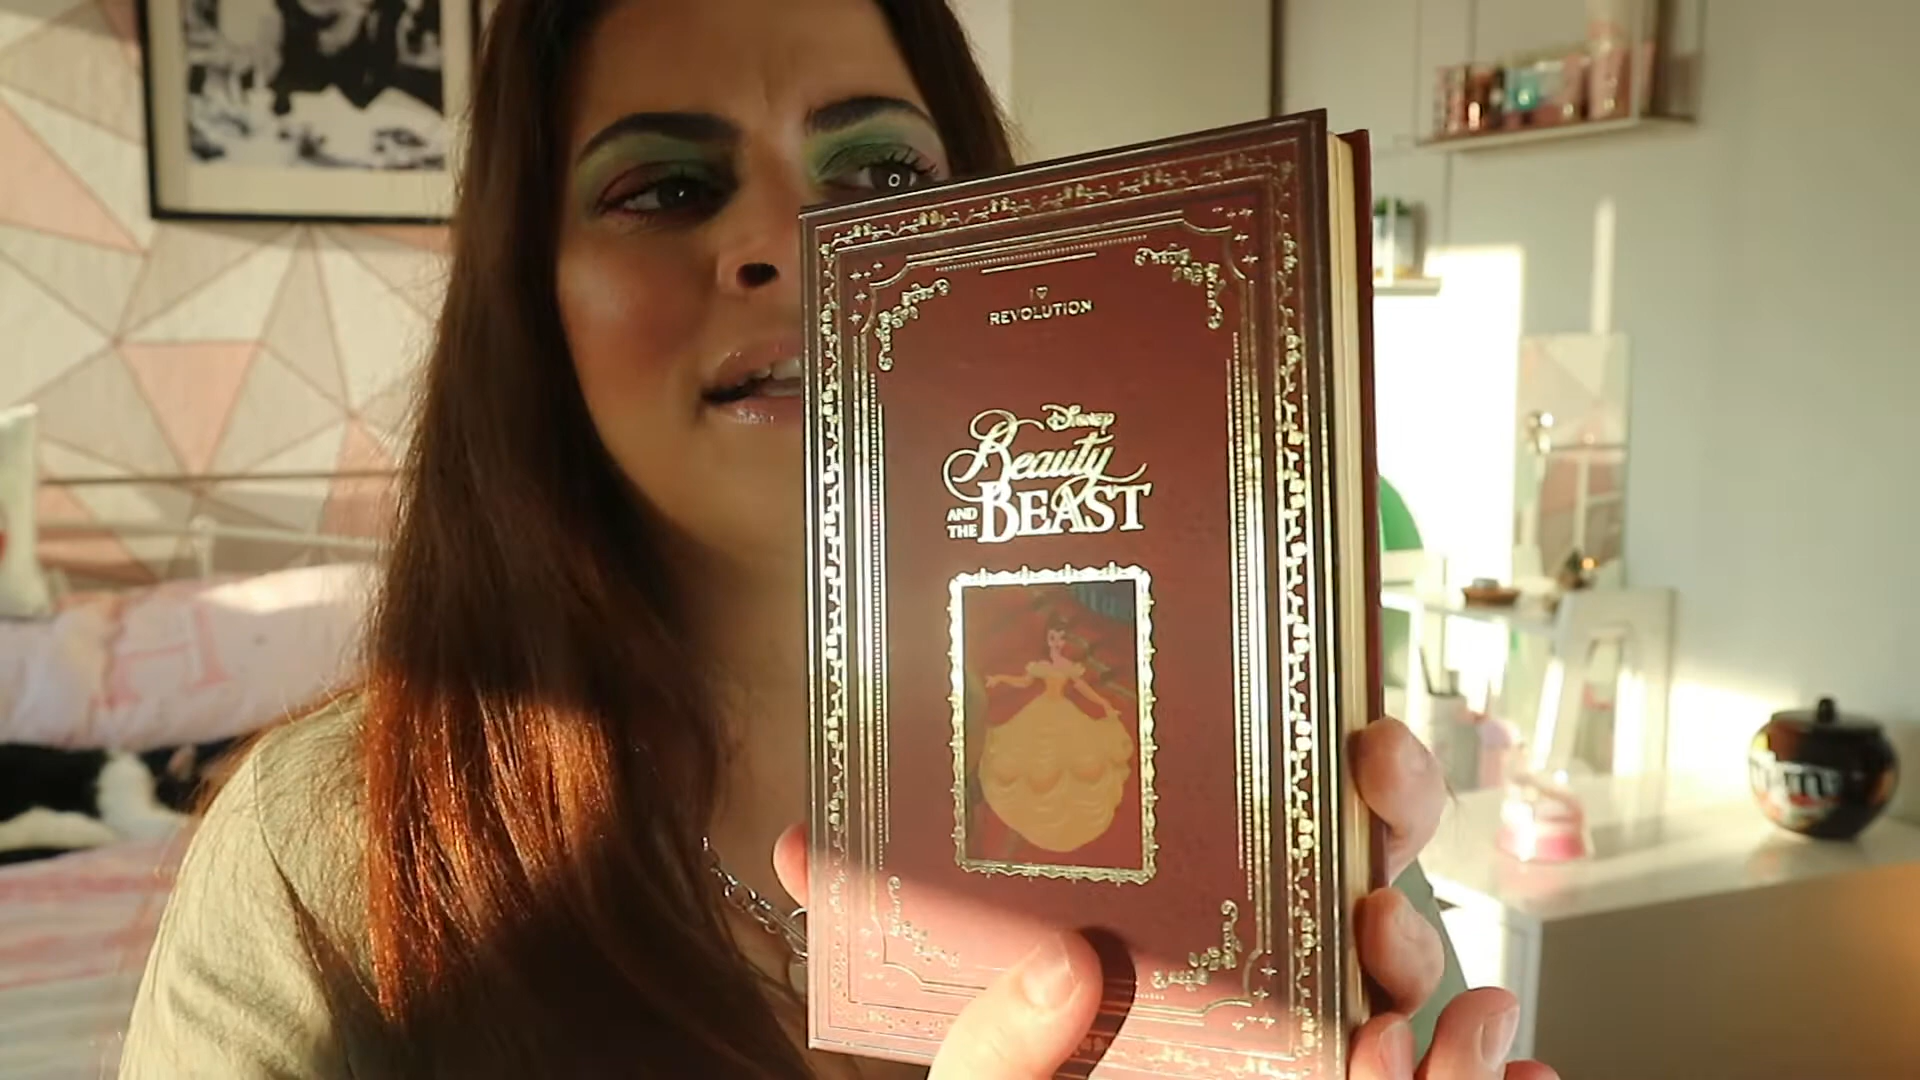 I ♡
REVOLUTION
Disney
Beauty
AND
THE BEAST
H
m&m's